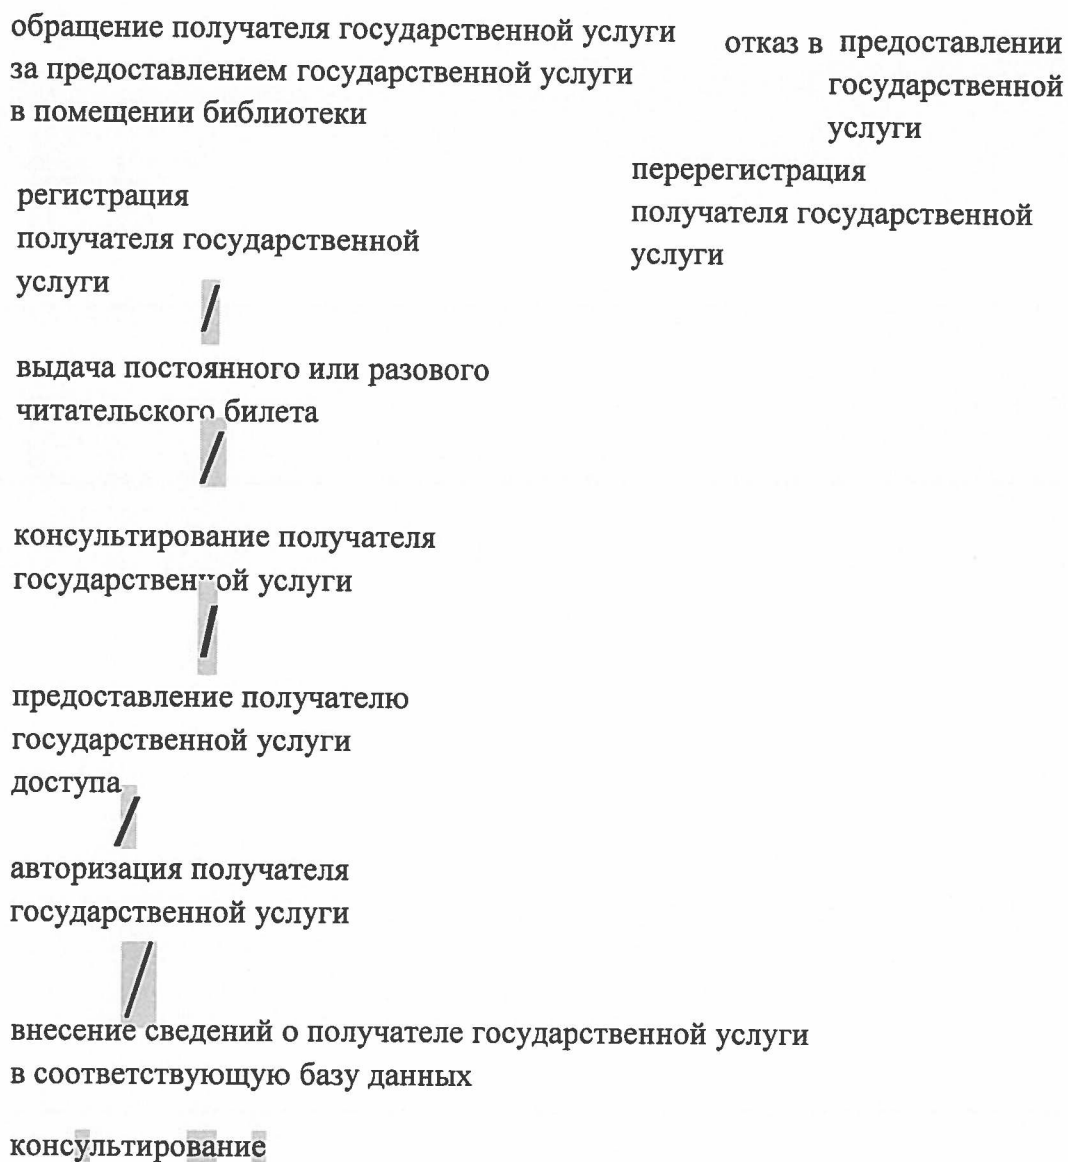 обращение получателя государственной услуги
за предоставлением государственной услуги
в помещении библиотеки
отказ в предоставлении
государственной
услуги
регистрация
получателя государственной
услуги
перерегистрация
получателя государственной
услуги
выдача постоянного или разового
читательского билета
консультирование получателя
государственной услуги
предоставление получателю
государственной услуги
доступа
авторизация получателя
государственной услуги
внесение сведений о получателе государственной услуги
в соответствующую базу данных
консультирование